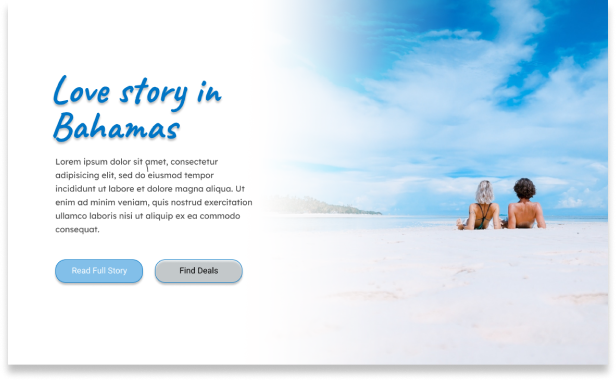 Love story in
Bahamas
Lorem ipsum dolor sit amet, consectetur
adipisicing elit, sed do eiusmod tempor
incididunt ut labore et dolore magna aliqua. Ut
enim ad minim veniam, quis nostrud exercitation
ullamco laboris nisi ut aliquip ex ea commodo
consequat.
Read Full Story
Find Deals